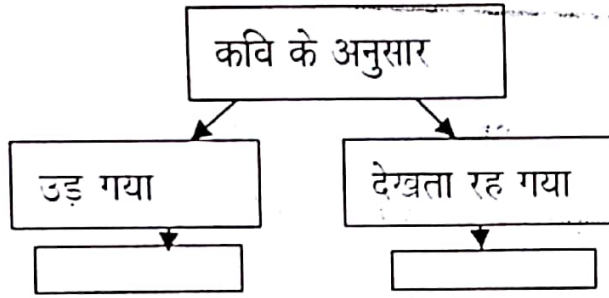 कवि के अनुसार
उड़ गया
देखता रह गया